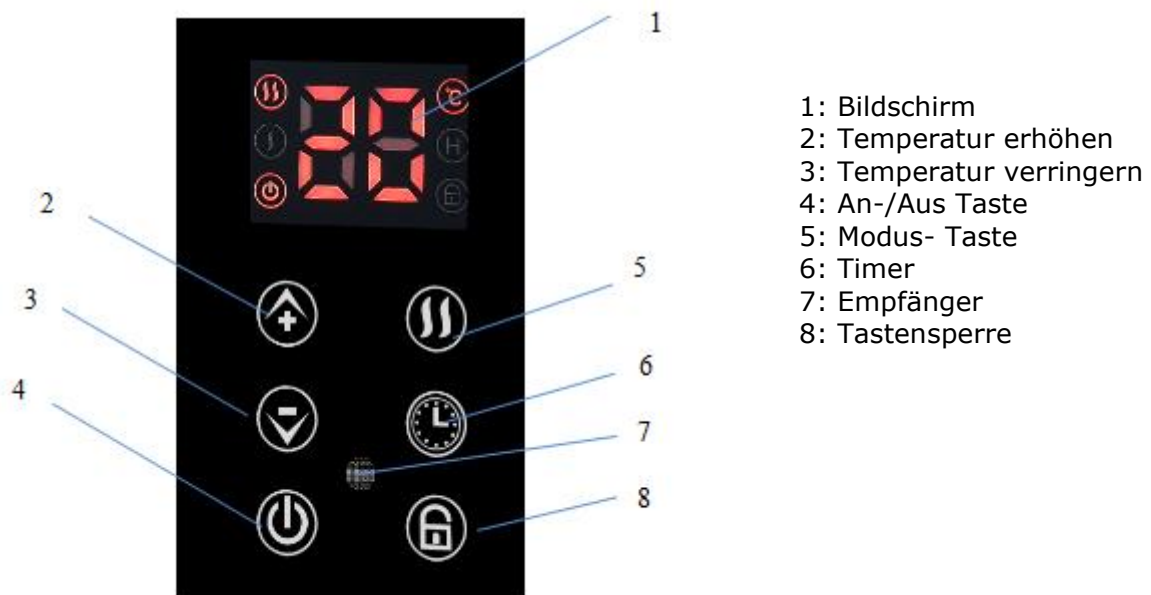 1
20 °C
H
2
3
4
5
6
7
8
1: Bildschirm
2: Temperatur erhöhen
3: Temperatur verringern
4: An-/Aus Taste
5: Modus- Taste
6: Timer
7: Empfänger
8: Tastensperre